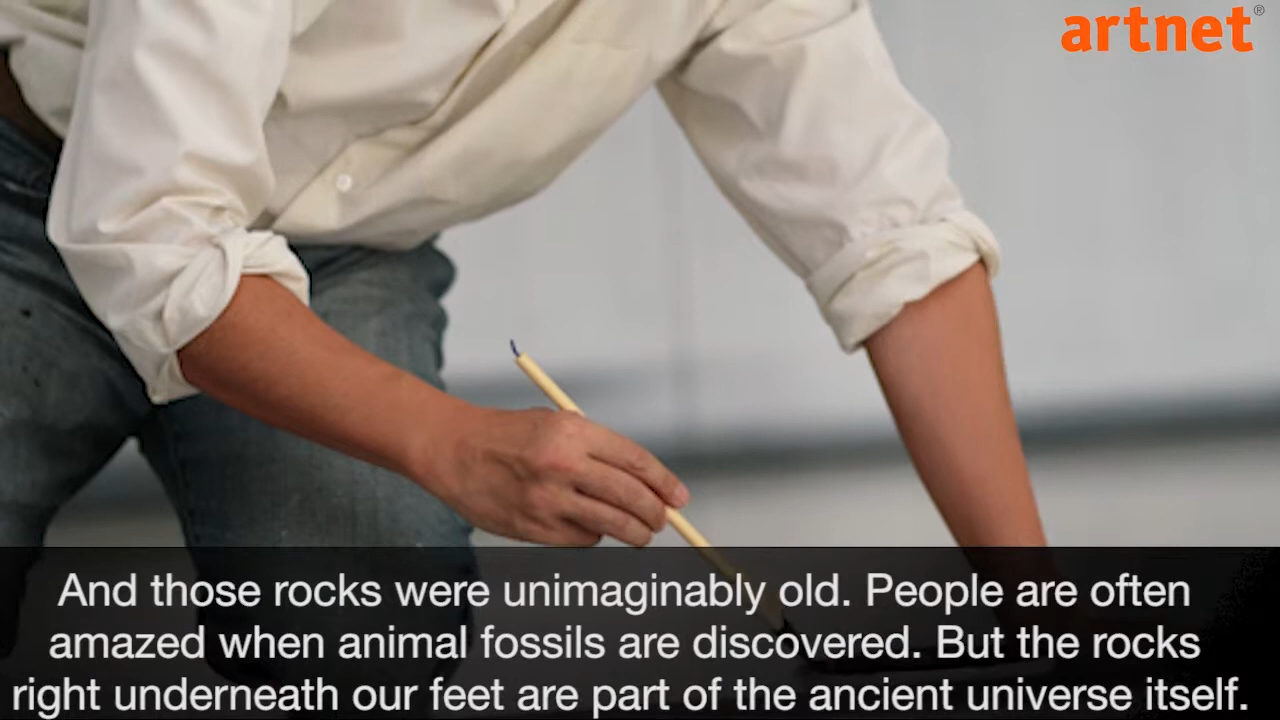 artnet®
And those rocks were unimaginably old. People are often
amazed when animal fossils are discovered. But the rocks
right underneath our feet are part of the ancient universe itself.